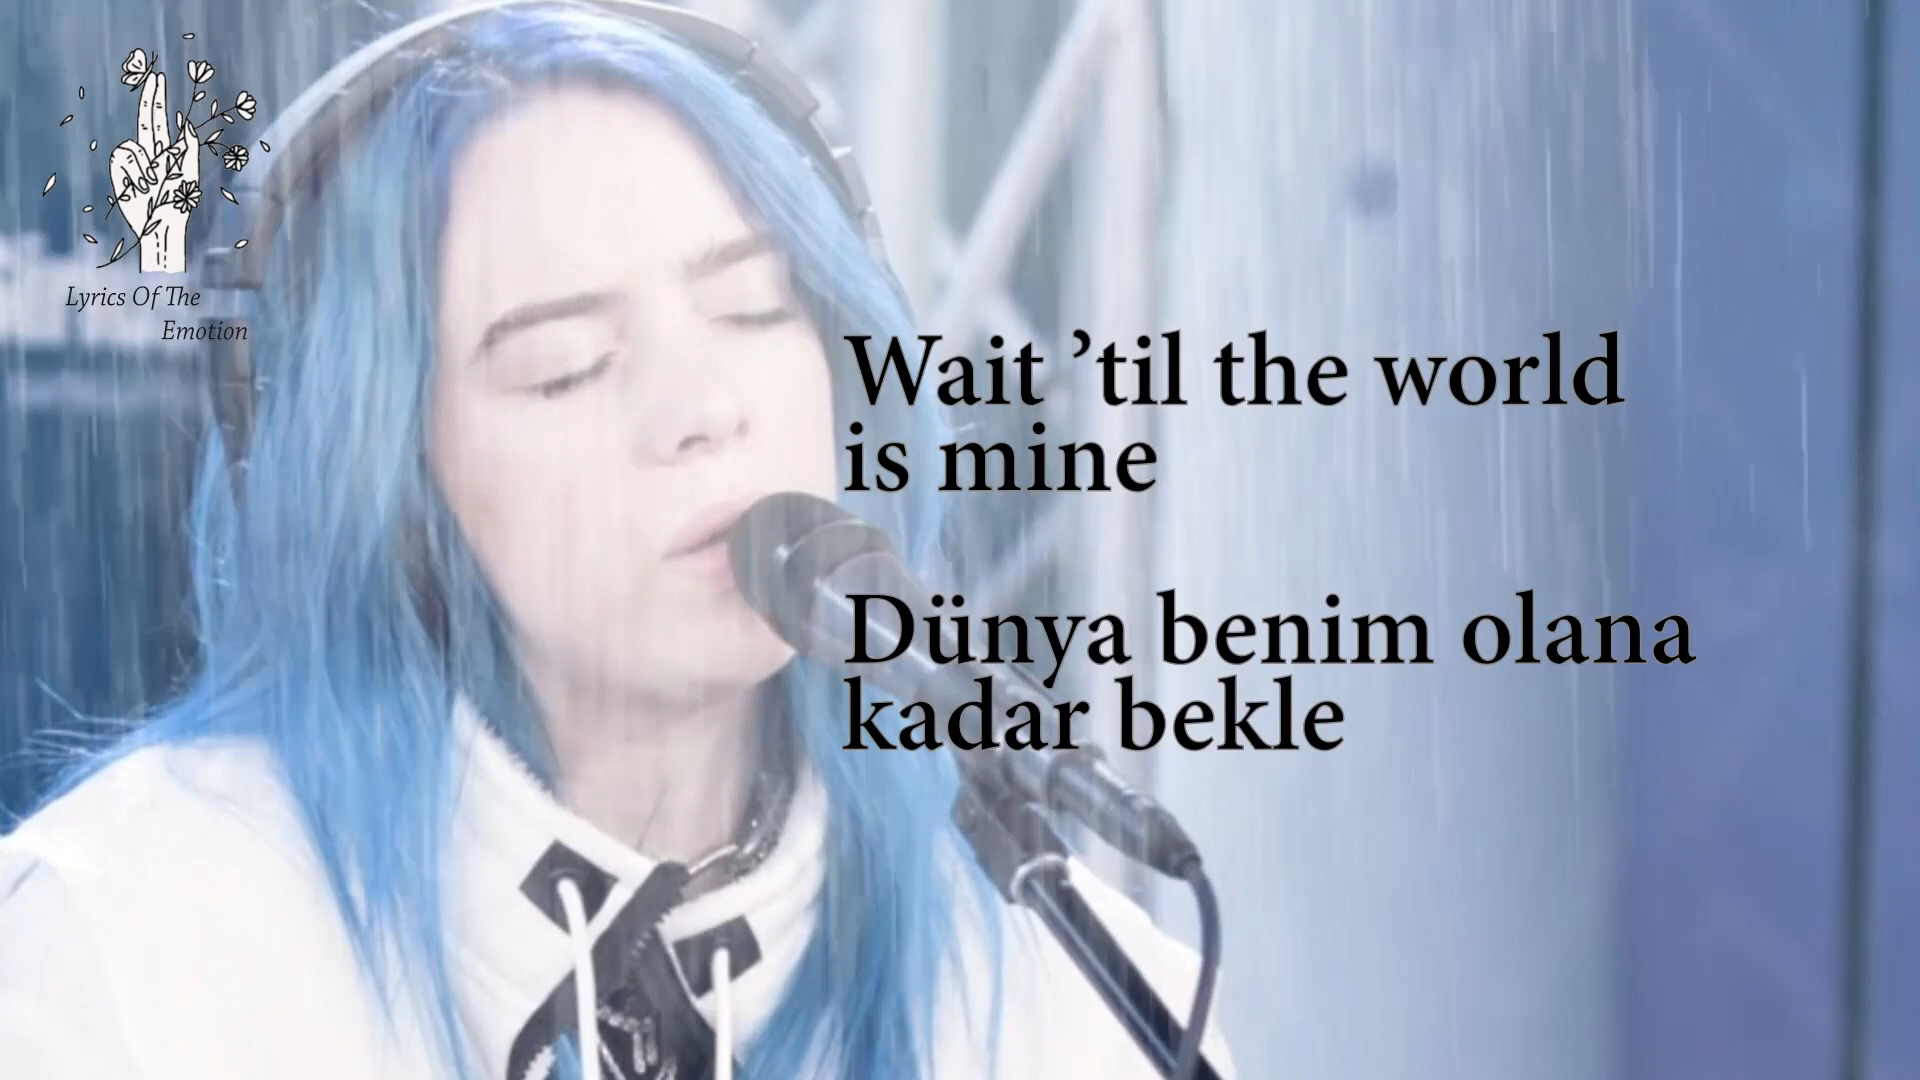 Lyrics Of The
Emotion
Wait ’til the world
is mine
Dünya benim olana
kadar bekle